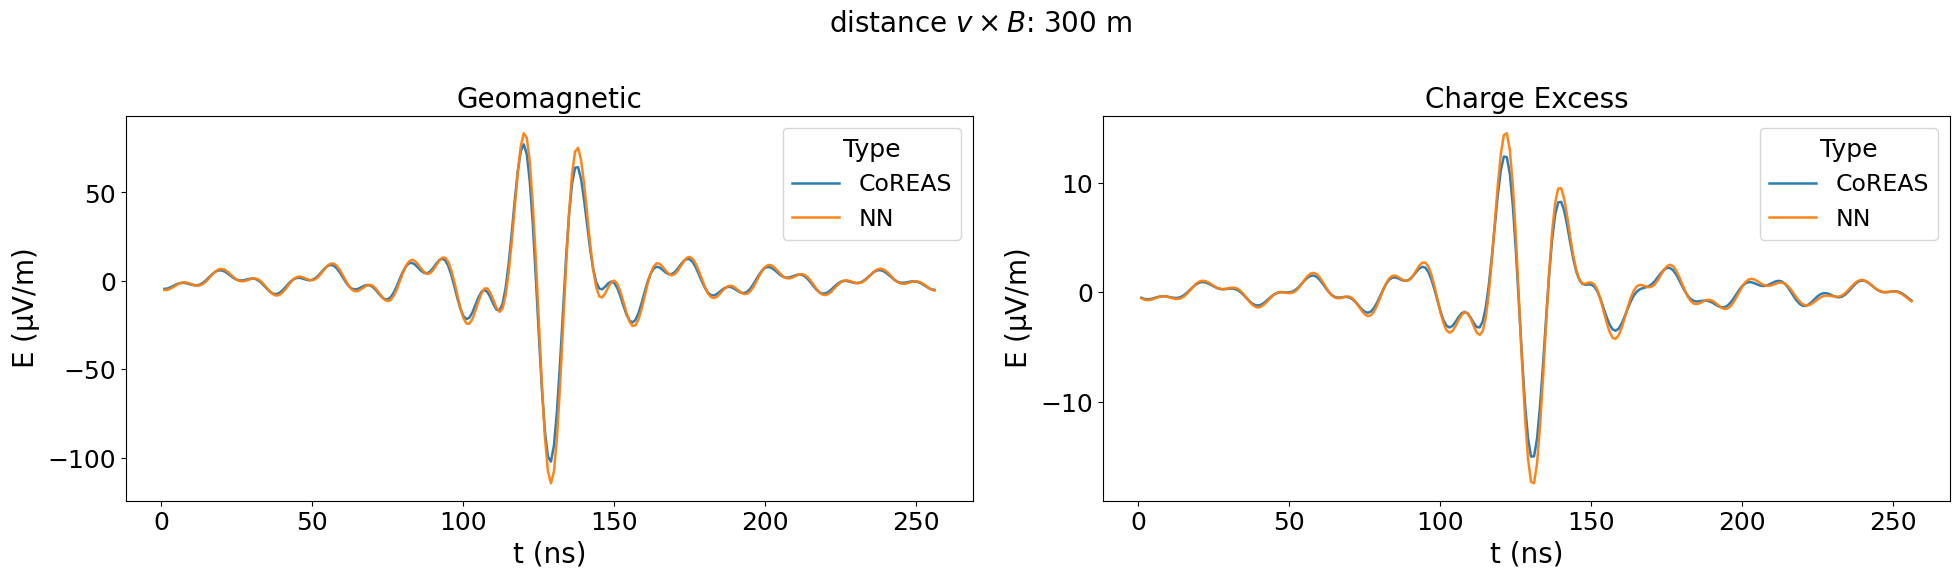 distance v × B: 300 m
Geomagnetic
E (μV/m)
50
0
−50
−100
0
50
100
150
200
250
t (ns)
Type
CoREAS
NN
Charge Excess
E (μV/m)
10
0
−10
0
50
100
150
200
250
t (ns)
Type
CoREAS
NN